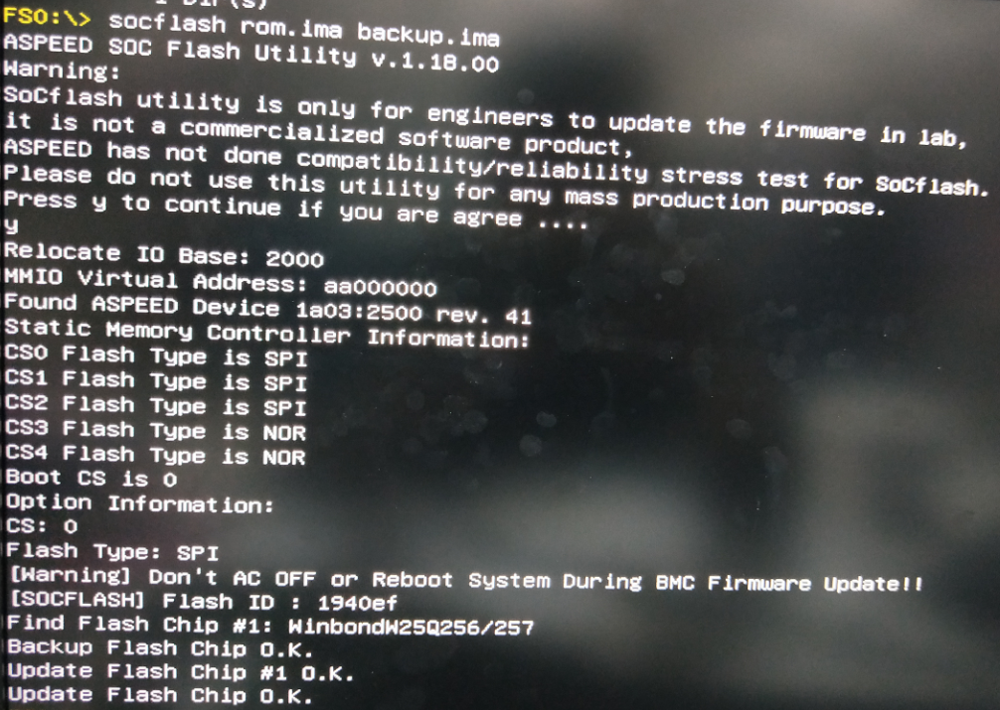 Dir(s)
FS0:\> socflash rom.ima backup.ima
ASPEED SOC Flash Utility v.1.18.00
Warning:
SoCflash utility is only for engineers to update the firmware in lab,
it is not a commercialized software product,
ASPEED has not done compatibility/reliability stress test for SoCflash.
Please do not use this utility for any mass production purpose.
Press y to continue if you are agree ....
y
Relocate IO Base: 2000
MMIO Virtual Address: aa000000
Found ASPEED Device 1a03:2500 rev. 41
Static Memory Controller Information:
CS0 Flash Type is SPI
CS1 Flash Type is SPI
CS2 Flash Type is SPI
CS3 Flash Type is NOR
CS4 Flash Type is NOR
Boot CS is 0
Option Information:
CS: 0
Flash Type: SPI
[Warning] Don't AC OFF or Reboot System During BMC Firmware Update!!
[SOCFLASH] Flash ID : 1940ef
Find Flash Chip #1: WinbondW25Q256/257
Backup Flash Chip O.K.
Update Flash Chip #1 O.K.
Update Flash Chip O.K.